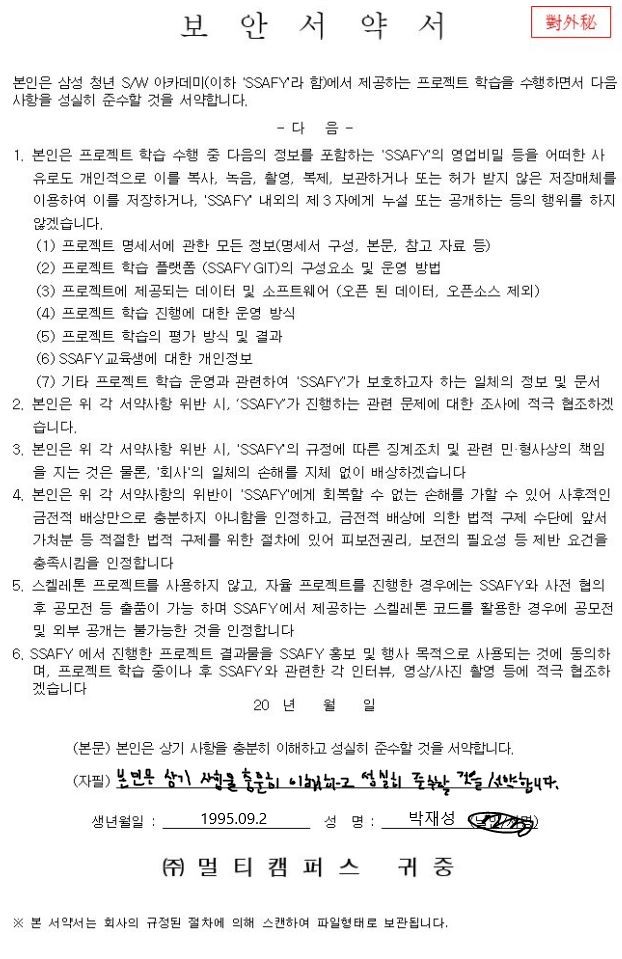 보 안 서 약 서
對外秘
본인은 삼성 청년 S/W 아카데미(이하 'SSAFY'라 함)에서 제공하는 프로젝트 학습을 수행하면서 다음
사항을 성실히 준수할 것을 서약합니다.
- 다 음 -
1. 본인은 프로젝트 학습 수행 중 다음의 정보를 포함하는 'SSAFY'의 영업비밀 등을 어떠한 사
유로도 개인적으로 이를 복사, 녹음, 촬영, 복제, 보관하거나 또는 허가 받지 않은 저장매체를
이용하여 이를 저장하거나, 'SSAFY' 내외의 제 3 자에게 누설 또는 공개하는 등의 행위를 하지
않겠습니다.
(1) 프로젝트 명세서에 관한 모든 정보(명세서 구성, 본문, 참고 자료 등)
(2) 프로젝트 학습 플랫폼 (SSAFY GIT)의 구성요소 및 운영 방법
(3) 프로젝트에 제공되는 데이터 및 소프트웨어 (오픈 된 데이터, 오픈소스 제외)
(4) 프로젝트 학습 진행에 대한 운영 방식
(5) 프로젝트 학습의 평가 방식 및 결과
(6) SSAFY 교육생에 대한 개인정보
(7) 기타 프로젝트 학습 운영과 관련하여 'SSAFY'가 보호하고자 하는 일체의 정보 및 문서
2. 본인은 위 각 서약사항 위반 시, 'SSAFY'가 진행하는 관련 문제에 대한 조사에 적극 협조하겠
습니다.
3. 본인은 위 각 서약사항 위반 시, 'SSAFY'의 규정에 따른 징계조치 및 관련 민·형사상의 책임
을 지는 것은 물론, '회사'의 일체의 손해를 지체 없이 배상하겠습니다
4. 본인은 위 각 서약사항의 위반이 'SSAFY'에게 회복할 수 없는 손해를 가할 수 있어 사후적인
금전적 배상만으로 충분하지 아니함을 인정하고, 금전적 배상에 의한 법적 구제 수단에 앞서
가처분 등 적절한 법적 구제를 위한 절차에 있어 피보전권리, 보전의 필요성 등 제반 요건을
충족시킴을 인정합니다
5. 스켈레톤 프로젝트를 사용하지 않고, 자율 프로젝트를 진행한 경우에는 SSAFY와 사전 협의
후 공모전 등 출품이 가능 하며 SSAFY에서 제공하는 스켈레톤 코드를 활용한 경우에 공모전
및 외부 공개는 불가능한 것을 인정합니다
6. SSAFY 에서 진행한 프로젝트 결과물을 SSAFY 홍보 및 행사 목적으로 사용되는 것에 동의하
며, 프로젝트 학습 중이나 후 SSAFY와 관련한 각 인터뷰, 영상/사진 촬영 등에 적극 협조하
겠습니다
20 년 월 일
(본문) 본인은 상기 사항을 충분히 이해하고 성실히 준수할 것을 서약합니다.
(자필) 본인은 상기 사항을 충분히 이해하고 성실히 준수할 것을 서약합니다.
생년월일 : 1995.09.2 성 명 : 박재성
㈜ 멀 티 캠 퍼 스 귀 중
※ 본 서약서는 회사의 규정된 절차에 의해 스캔하여 파일형태로 보관됩니다.